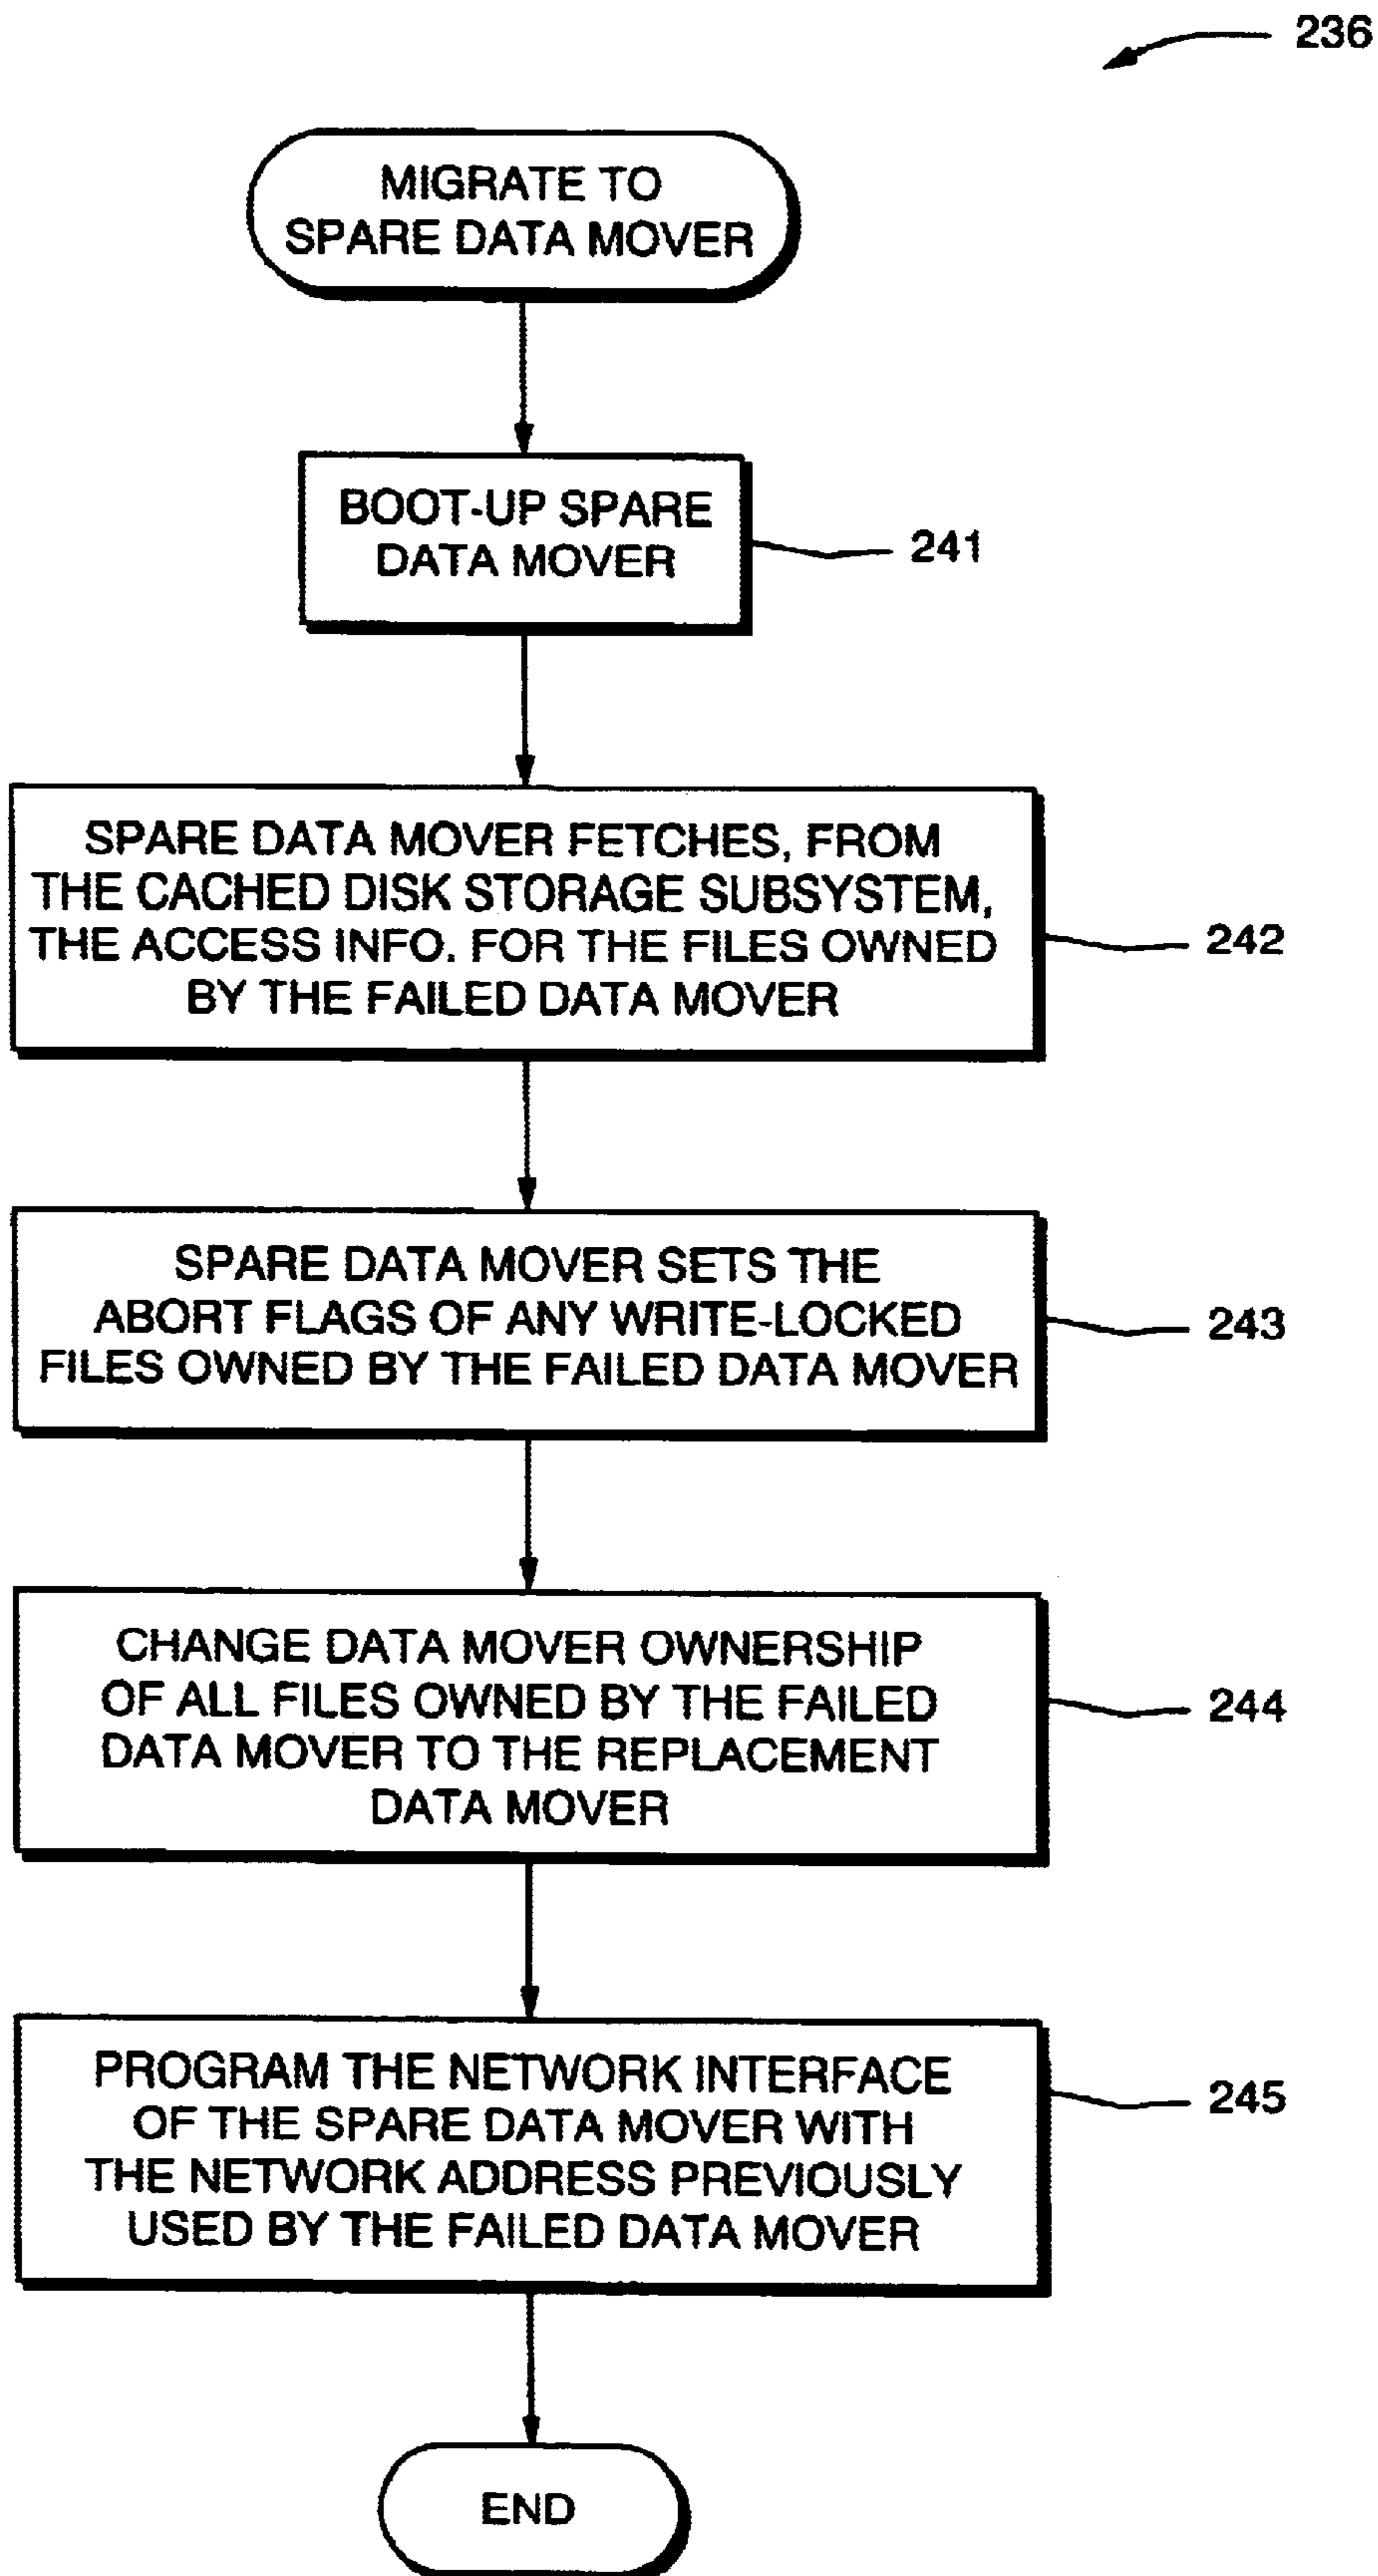 236
MIGRATE TO
SPARE DATA MOVER
BOOT-UP SPARE
DATA MOVER
241
SPARE DATA MOVER FETCHES, FROM
THE CACHED DISK STORAGE SUBSYSTEM,
THE ACCESS INFO. FOR THE FILES OWNED
BY THE FAILED DATA MOVER
242
SPARE DATA MOVER SETS THE
ABORT FLAGS OF ANY WRITE-LOCKED
FILES OWNED BY THE FAILED DATA MOVER
243
CHANGE DATA MOVER OWNERSHIP
OF ALL FILES OWNED BY THE FAILED
DATA MOVER TO THE REPLACEMENT
DATA MOVER
244
PROGRAM THE NETWORK INTERFACE
OF THE SPARE DATA MOVER WITH
THE NETWORK ADDRESS PREVIOUSLY
USED BY THE FAILED DATA MOVER
245
END